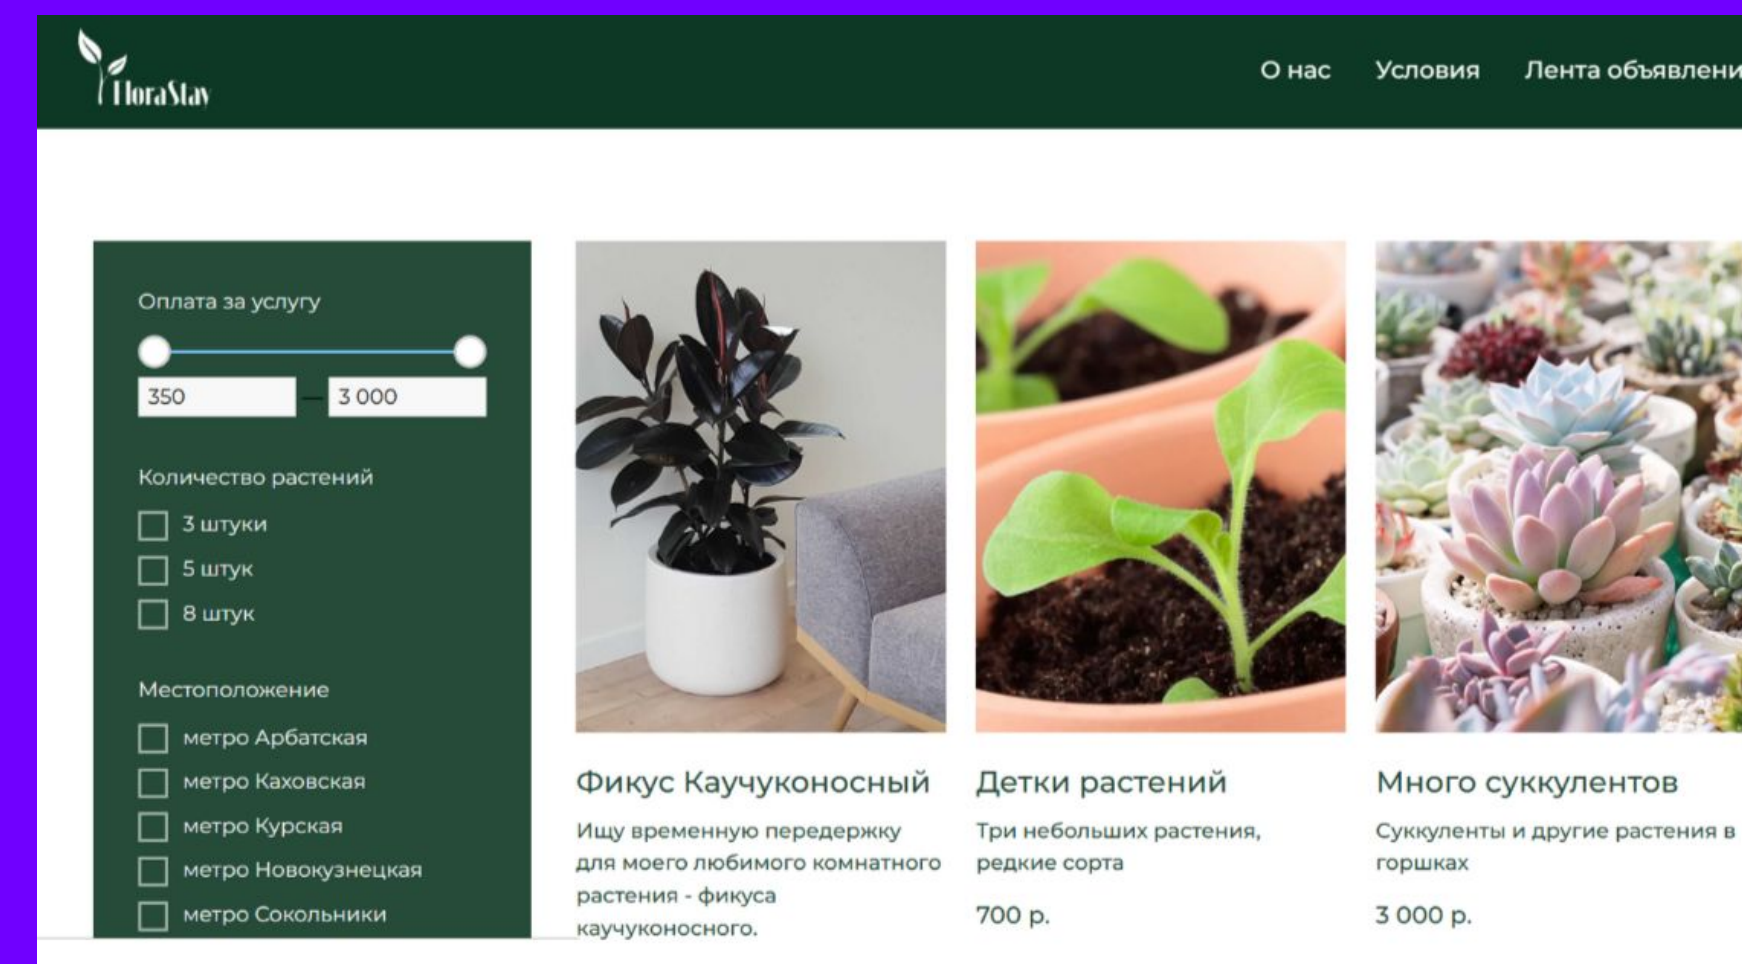 FloraStay
О нас Условия Лента объявлени
Оплата за услугу
350 — 3 000
Количество растений
3 штуки
5 штук
8 штук
Местоположение
метро Арбатская
метро Каховская
метро Курская
метро Новокузнецкая
метро Сокольники
Фикус Каучуконосный
Ищу временную передержку
для моего любимого комнатного
растения - фикуса
каучуконосного.
Детки растений
Три небольших растения,
редкие сорта
700 р.
Много суккулентов
Суккуленты и другие растения в
горшках
3 000 р.